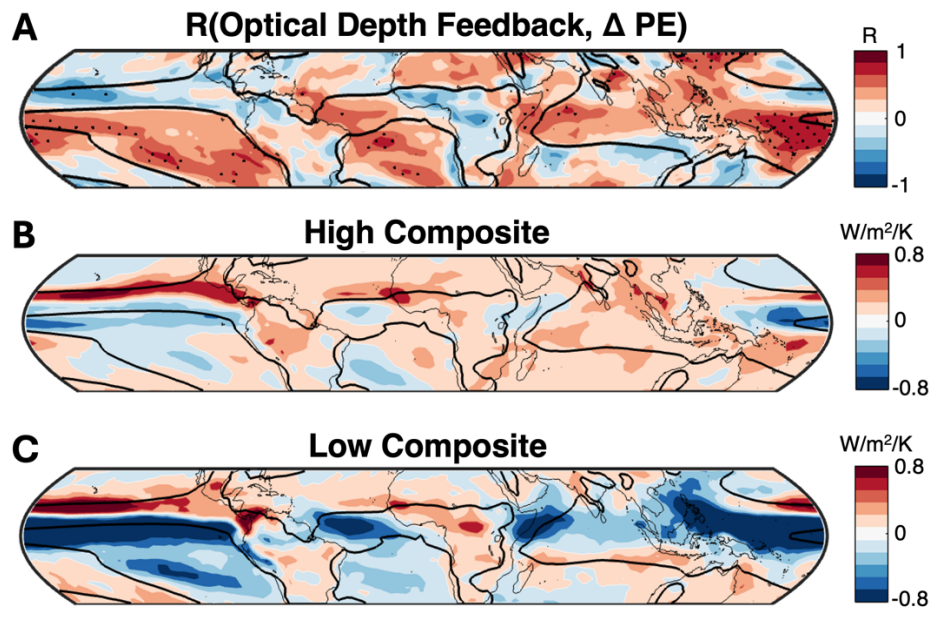 A
R(Optical Depth Feedback, Δ PE)
R
1
0
-1
B
High Composite
W/m²/K
0.8
0
-0.8
C
Low Composite
W/m²/K
0.8
0
-0.8